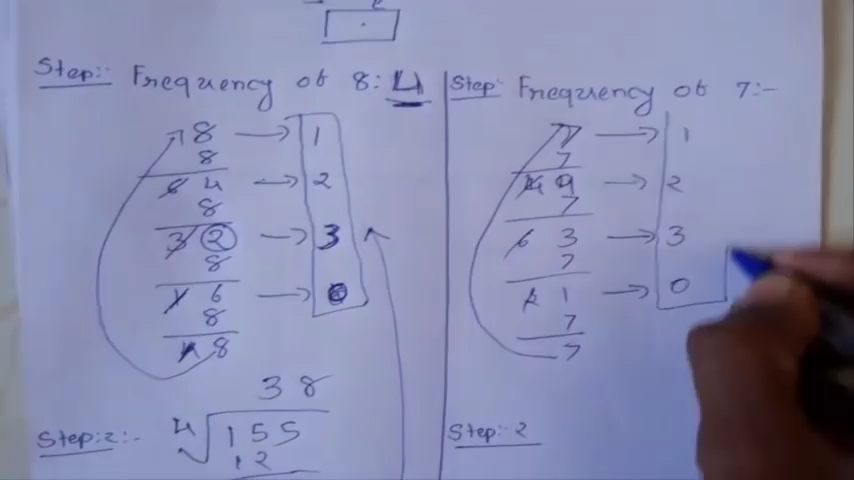 Step:- Frequency of 8: 4
8 → 1
8
6 4 → 2
8
3 2 → 3
8
1 6 → 0
8
4 8
Step:2:-
38
4 155
12
Step:- Frequency of 7:-
7 → 1
7
4 9 → 2
7
6 3 → 3
7
2 1 → 0
7
7
Step:-2